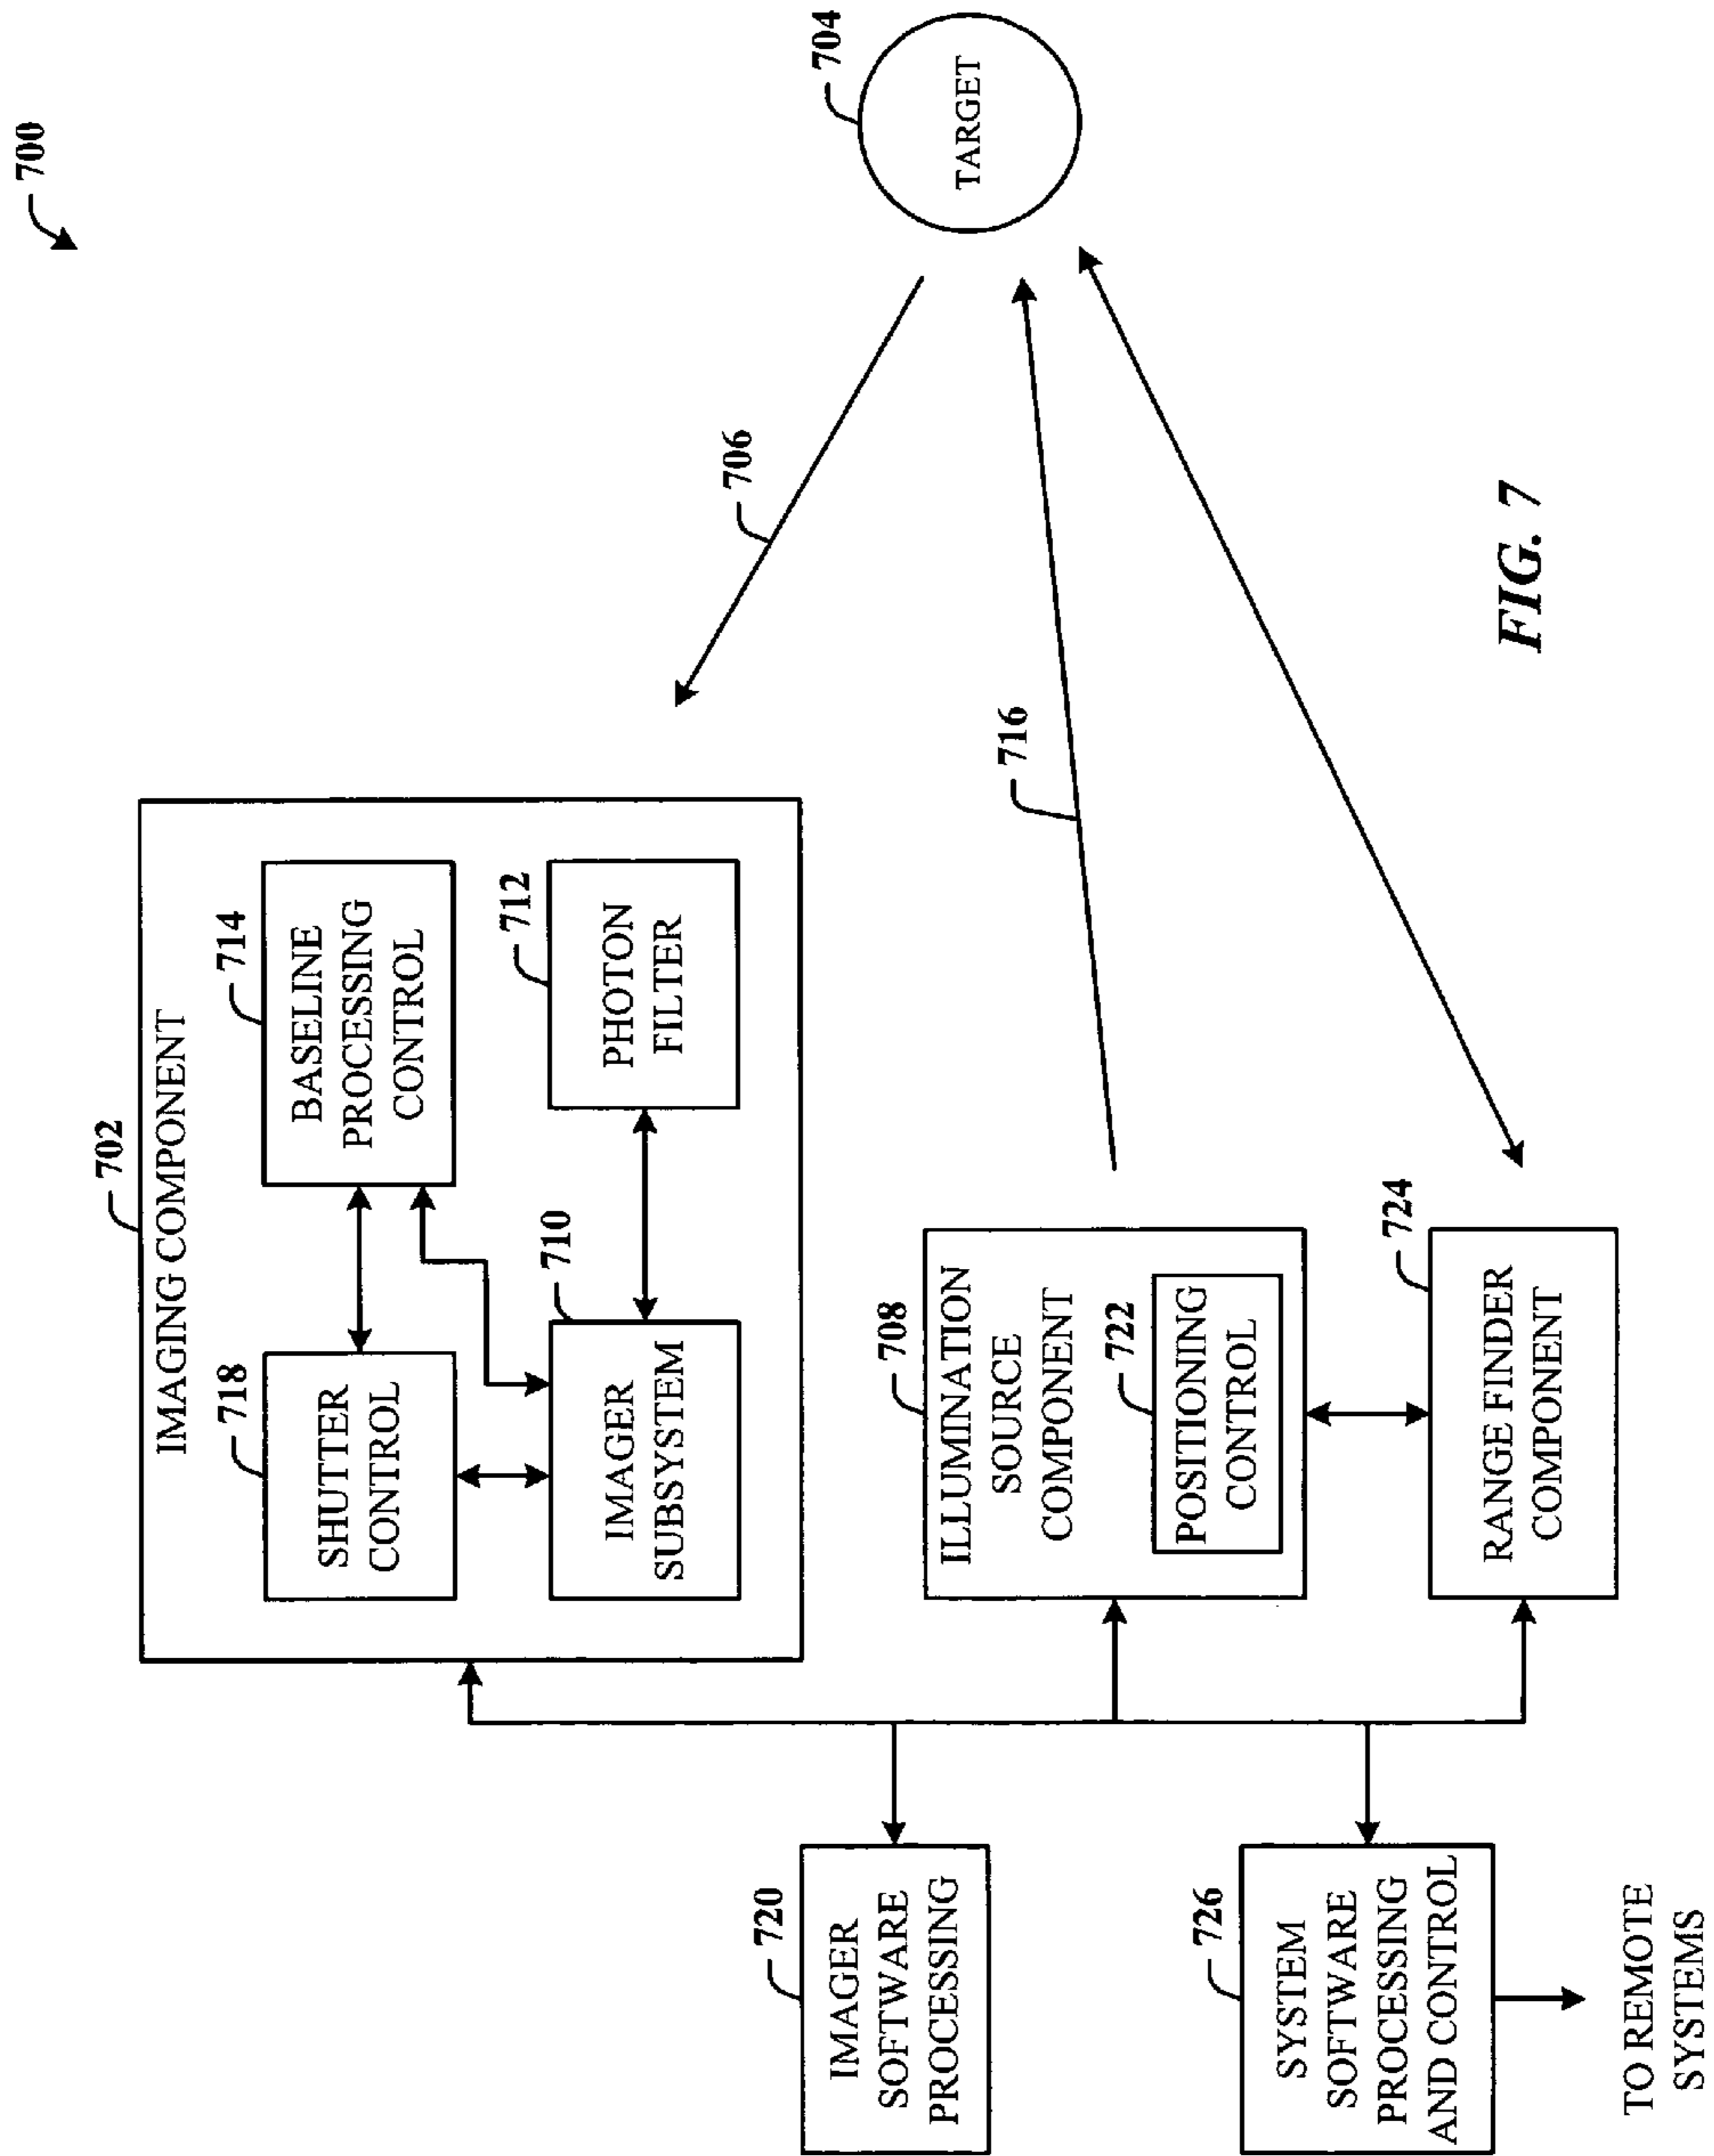 700
702
IMAGING COMPONENT
718
SHUTTER
CONTROL
714
BASELINE
PROCESSING
CONTROL
710
IMAGER
SUBSYSTEM
712
PHOTON
FILTER
706
704
TARGET
720
IMAGER
SOFTWARE
PROCESSING
708
ILLUMINATION
SOURCE
COMPONENT
722
POSITIONING
CONTROL
716
726
SYSTEM
SOFTWARE
PROCESSING
AND CONTROL
724
RANGE FINDER
COMPONENT
TO REMOTE
SYSTEMS
FIG. 7